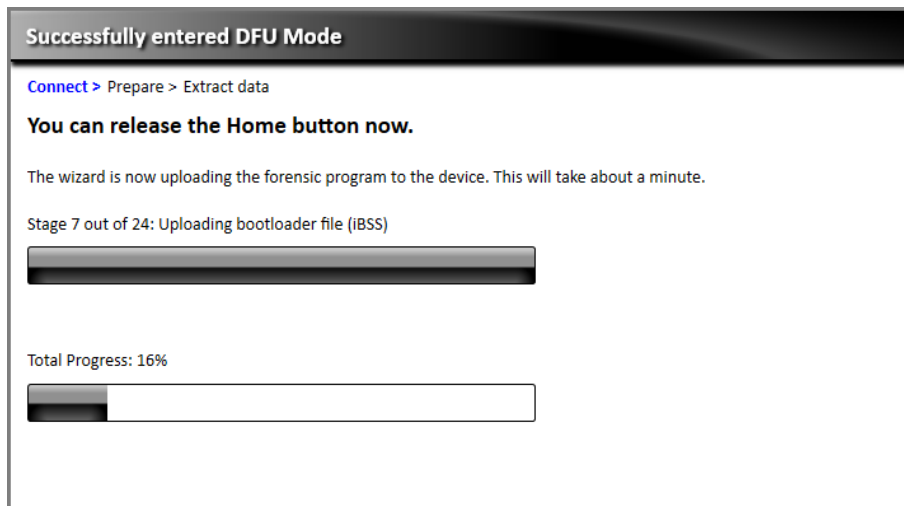 Successfully entered DFU Mode
Connect > Prepare > Extract data
You can release the Home button now.
The wizard is now uploading the forensic program to the device. This will take about a minute.
Stage 7 out of 24: Uploading bootloader file (iBSS)
Total Progress: 16%